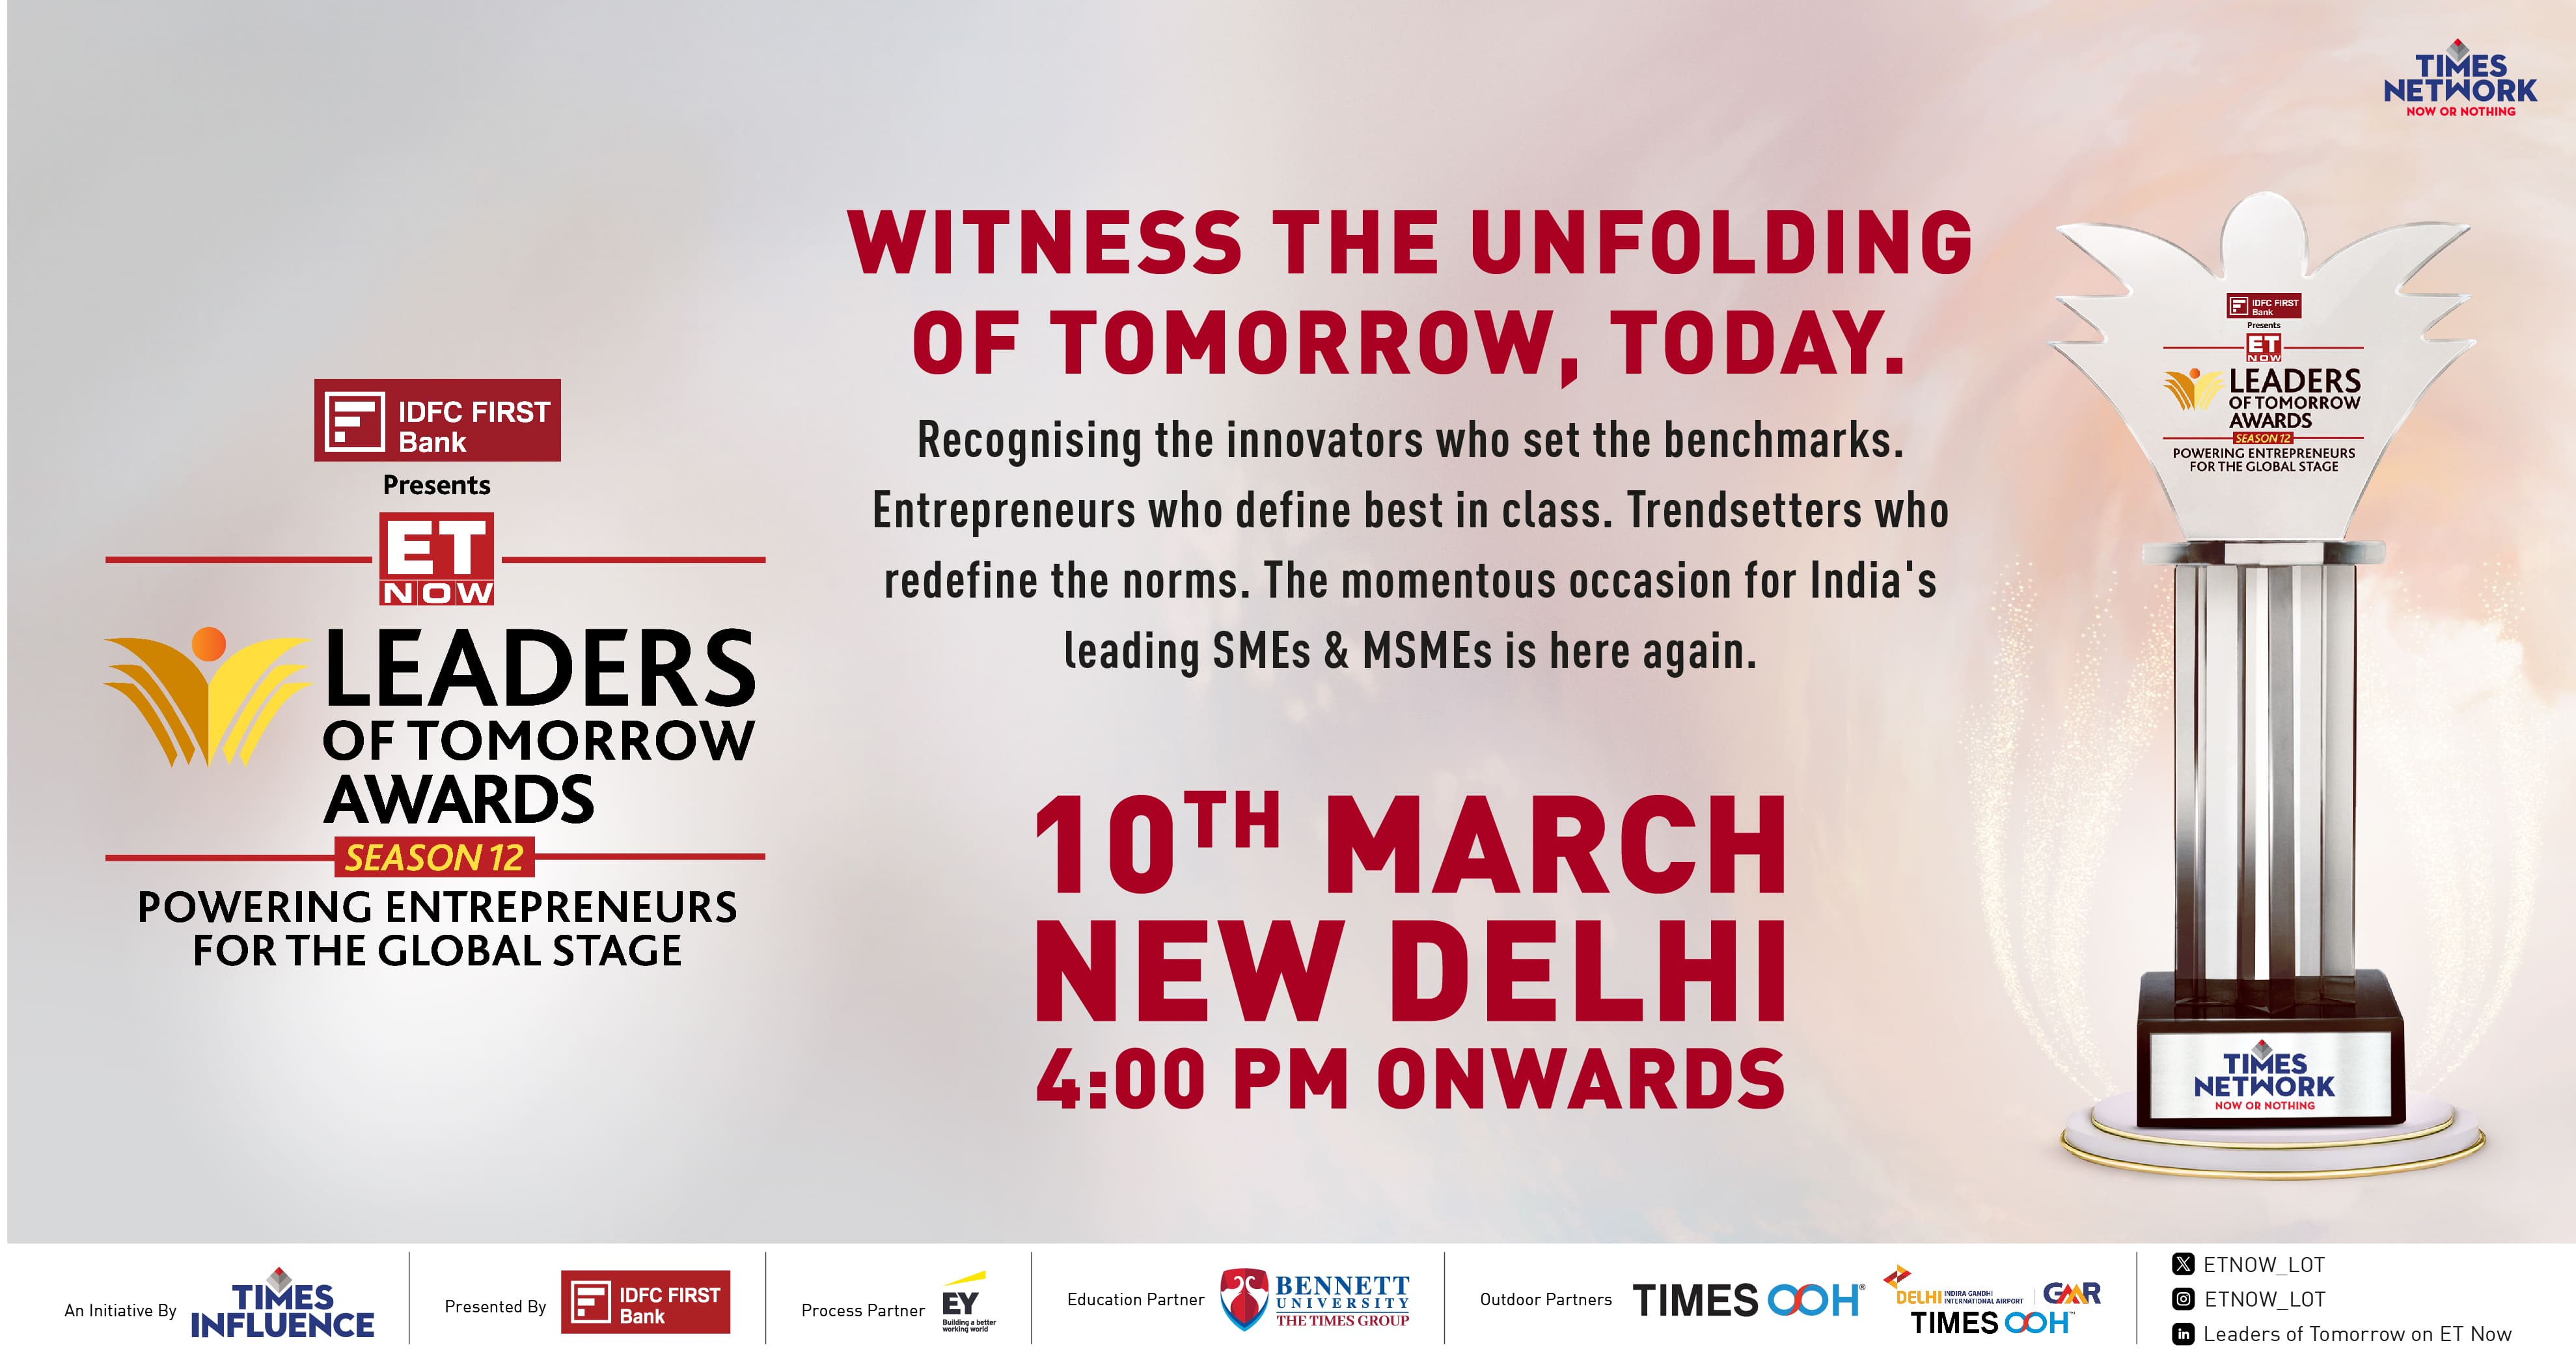 TIMES
NETWORK
NOW OR NOTHING
IDFC FIRST
Bank
Presents
ET
NOW
LEADERS
OF TOMORROW
AWARDS
SEASON 12
POWERING ENTREPRENEURS
FOR THE GLOBAL STAGE
WITNESS THE UNFOLDING
OF TOMORROW, TODAY.
Recognising the innovators who set the benchmarks.
Entrepreneurs who define best in class. Trendsetters who
redefine the norms. The momentous occasion for India's
leading SMEs & MSMEs is here again.
10TH MARCH
NEW DELHI
4:00 PM ONWARDS
IDFC FIRST
Bank
Presents
ET
NOW
LEADERS
OF TOMORROW
AWARDS
SEASON 12
POWERING ENTREPRENEURS
FOR THE GLOBAL STAGE
TIMES
NETWORK
NOW OR NOTHING
An Initiative By
TIMES
INFLUENCE
Presented By
IDFC FIRST
Bank
Process Partner
EY
Building a better
working world
Education Partner
BENNETT
UNIVERSITY
THE TIMES GROUP
Outdoor Partners
TIMES OOH®
DELHI INDIRA GANDHI
INTERNATIONAL AIRPORT
GMR
TIMES OOH™
X ETNOW_LOT
ETNOW_LOT
in Leaders of Tomorrow on ET Now